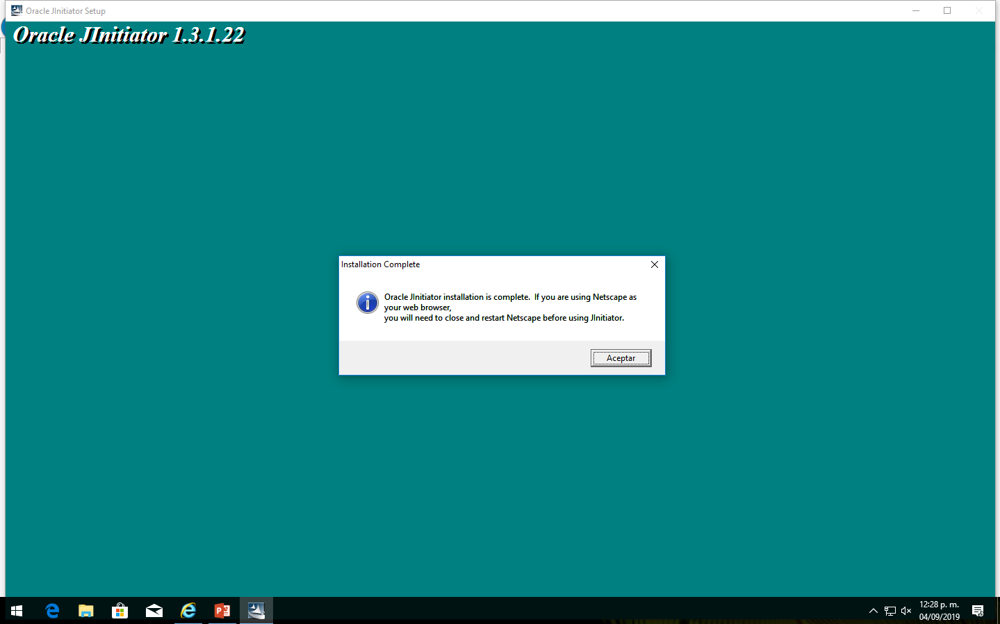 Oracle JInitiator Setup
Oracle JInitiator 1.3.1.22
Installation Complete
Oracle JInitiator installation is complete.  If you are using Netscape as
your web browser,
you will need to close and restart Netscape before using JInitiator.
Aceptar
12:28 p. m.
04/09/2019